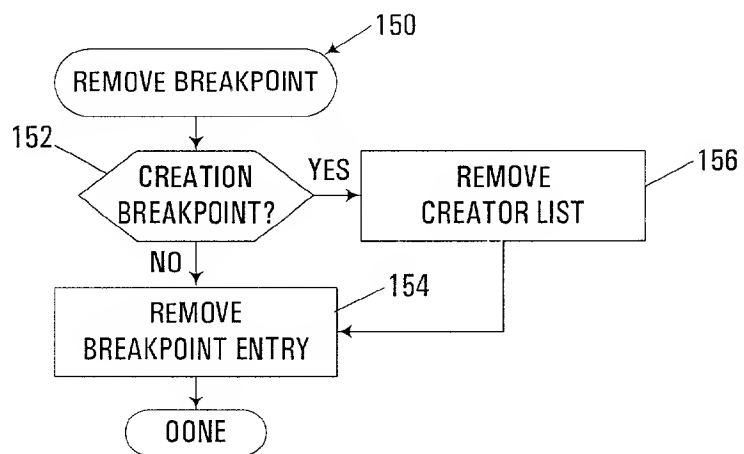 150
REMOVE BREAKPOINT
152
CREATION
BREAKPOINT?
YES
REMOVE
CREATOR LIST
156
NO
154
REMOVE
BREAKPOINT ENTRY
OONE